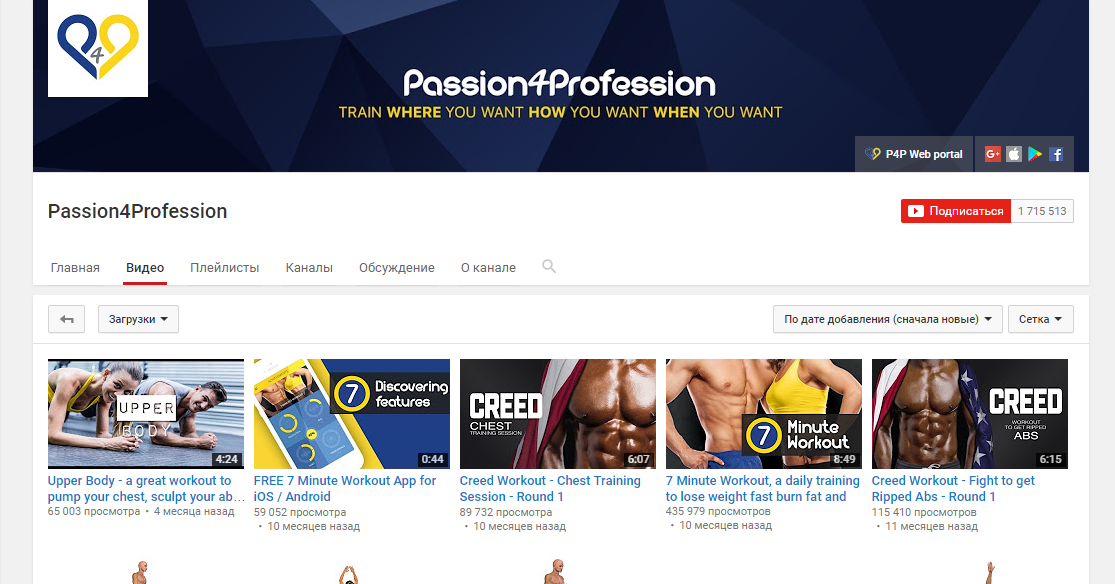 4
Passion4Profession
TRAIN WHERE YOU WANT HOW YOU WANT WHEN YOU WANT
P4P Web portal
G+
f
Passion4Profession
Подписаться 1 715 513
Главная Видео Плейлисты Каналы Обсуждение О канале
Загрузки По дате добавления (сначала новые) Сетка
UPPER
BODY
4:24
Upper Body - a great workout to
pump your chest, sculpt your ab…
65 003 просмотра • 4 месяца назад
7 Discovering
features
0:44
FREE 7 Minute Workout App for
iOS / Android
59 052 просмотра
• 10 месяцев назад
CREED
CHEST
TRAINING SESSION
6:07
Creed Workout - Chest Training
Session - Round 1
89 732 просмотра
• 10 месяцев назад
7 Minute
Workout
8:49
7 Minute Workout, a daily training
to lose weight fast burn fat and
435 979 просмотров
• 10 месяцев назад
CREED
WORKOUT
TO GET RIPPED
ABS
6:15
Creed Workout - Fight to get
Ripped Abs - Round 1
115 410 просмотров
• 11 месяцев назад